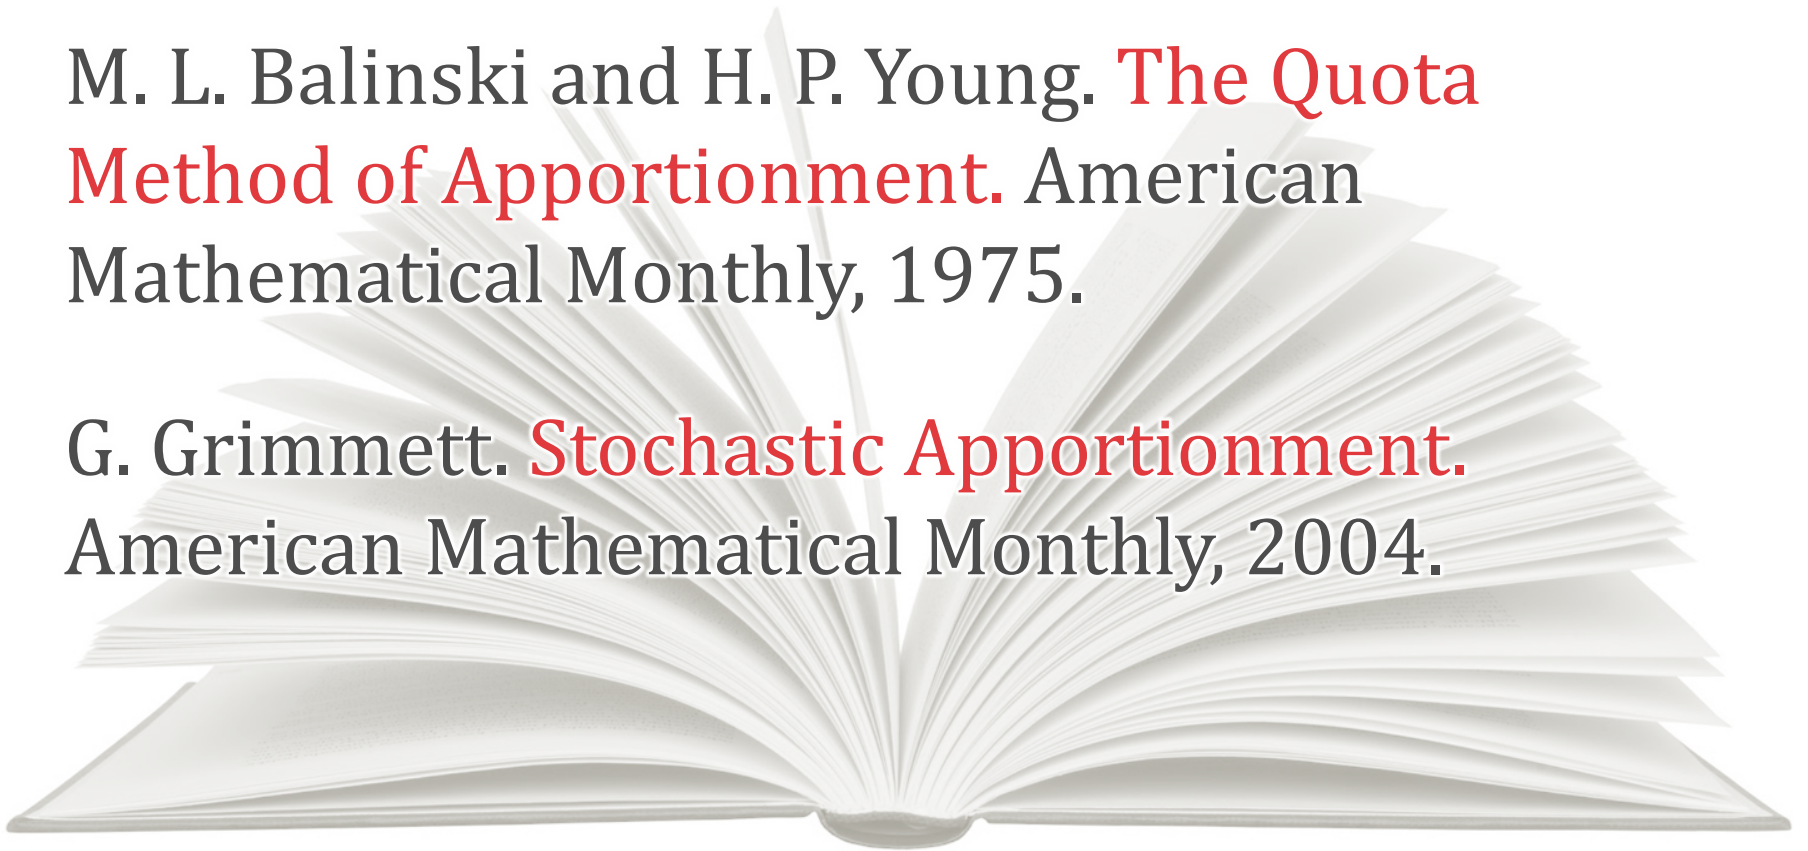 M. L. Balinski and H. P. Young. The Quota
Method of Apportionment. American
Mathematical Monthly, 1975.
G. Grimmett. Stochastic Apportionment.
American Mathematical Monthly, 2004.